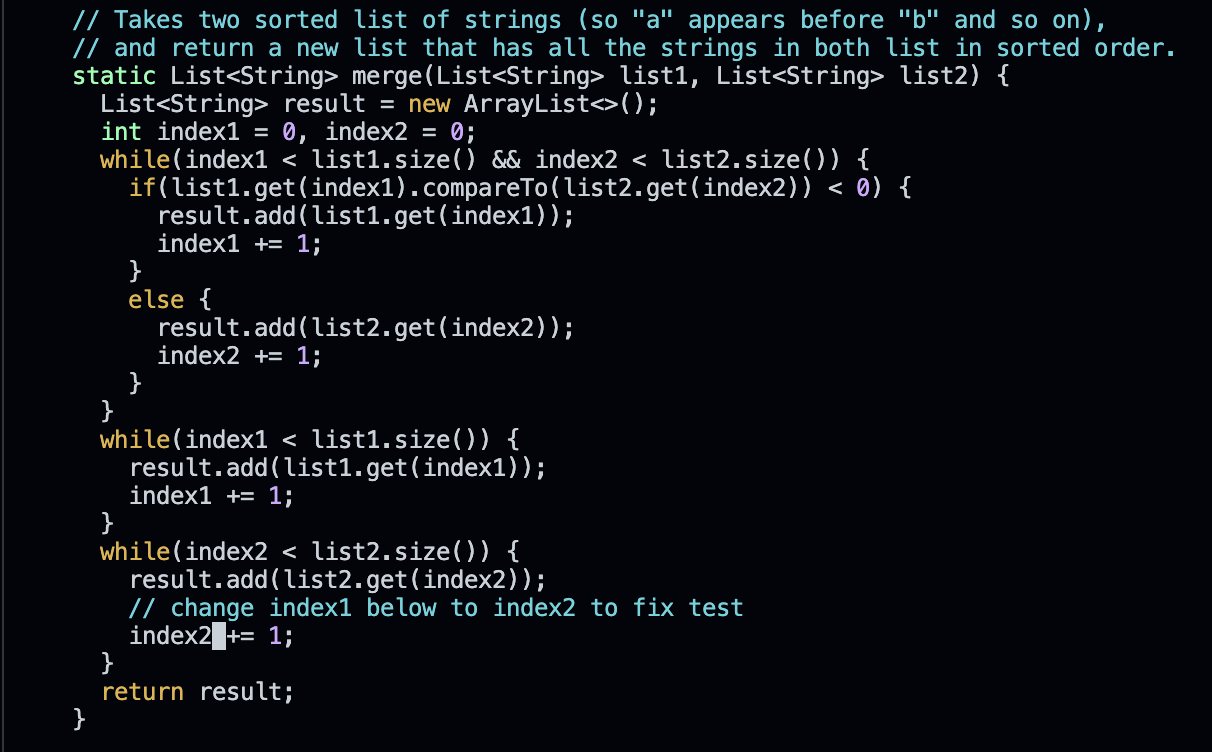 // Takes two sorted list of strings (so "a" appears before "b" and so on),
// and return a new list that has all the strings in both list in sorted order.
static List<String> merge(List<String> list1, List<String> list2) {
  List<String> result = new ArrayList<>();
  int index1 = 0, index2 = 0;
  while(index1 < list1.size() && index2 < list2.size()) {
    if(list1.get(index1).compareTo(list2.get(index2)) < 0) {
      result.add(list1.get(index1));
      index1 += 1;
    }
    else {
      result.add(list2.get(index2));
      index2 += 1;
    }
  }
  while(index1 < list1.size()) {
    result.add(list1.get(index1));
    index1 += 1;
  }
  while(index2 < list2.size()) {
    result.add(list2.get(index2));
    // change index1 below to index2 to fix test
    index2 += 1;
  }
  return result;
}